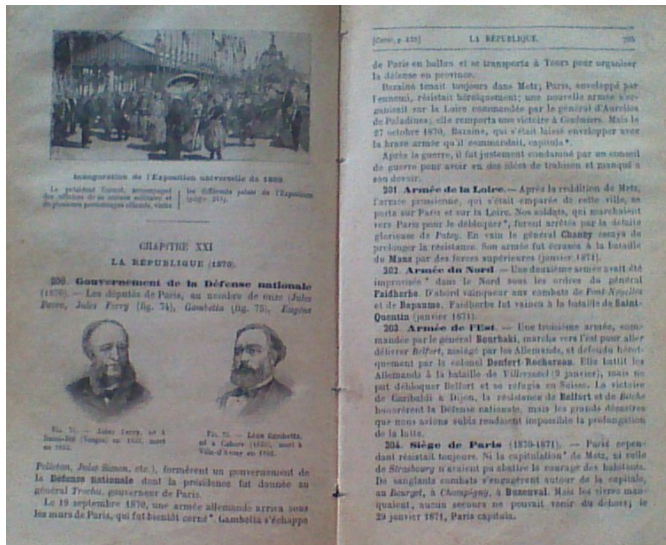 Inauguration de l'Exposition universelle de 1889.
Le président Carnot, accompagné
des officiers de sa maison militaire et
de plusieurs personnages officiels, visite
les différents palais de l'Exposition
(page 291).
CHAPITRE XXI
LA RÉPUBLIQUE (1870).
200. Gouvernement de la Défense nationale
(1870). — Les députés de Paris, au nombre de onze (Jules
Favre, Jules Ferry (fig. 74), Gambetta (fig. 75), Eugène
Fig. 74. — Jules Ferry, né à
Saint-Dié (Vosges) en 1832, mort
en 1893.
Fig. 75. — Léon Gambetta,
né à Cahors (1838), mort à
Ville-d'Avray en 1882.
Pelletan, Jules Simon, etc.), formèrent un gouvernement de
la Défense nationale dont la présidence fut donnée au
général Trochu, gouverneur de Paris.
Le 19 septembre 1870, une armée allemande arriva sous
les murs de Paris, qui fut bientôt cerné*. Gambetta s'échappe
LA RÉPUBLIQUE.
de Paris en ballon et se transporta à Tours pour organiser
la défense en province.
Bazaine tenait toujours dans Metz; Paris, enveloppé par
l'ennemi, résistait héroïquement; une nouvelle armée s'or-
ganisait sur la Loire commandée par le général d'Aurelles
de Paladines; elle remporta une victoire à Coulmiers. Mais le
27 octobre 1870, Bazaine, qui s'était laissé envelopper avec
la brave armée qu'il commandait, capitula*.
Après la guerre, il fut justement condamné par un conseil
de guerre pour avoir eu des idées de trahison et manqué à
son devoir.
201. Armée de la Loire. — Après la reddition de Metz,
l'armée prussienne, qui s'était emparée de cette ville, se
porta sur Paris et sur la Loire. Nos soldats, qui marchaient
vers Paris pour le débloquer*, furent arrêtés par la défaite
glorieuse de Patay. En vain le général Chanzy essaya de
prolonger la résistance. Son armée fut écrasée à la bataille
du Mans par des forces supérieures (janvier 1871).
202. Armée du Nord — Une deuxième armée avait été
improvisée* dans le Nord sous les ordres du général
Faidherbe. D'abord vainqueur aux combats de Pont-Noyelles
et de Bapaume, Faidherbe fut vaincu à la bataille de Saint-
Quentin (janvier 1871).
203. Armée de l'Est. — Une troisième armée, com-
mandée par le général Bourbaki, marcha vers l'est pour aller
délivrer Belfort, assiégé par les Allemands, et défendu héroï-
quement par le colonel Denfert-Rochereau. Elle battit les
Allemands à la bataille de Villersexel (9 janvier), mais ne
put débloquer Belfort et se réfugia en Suisse. La victoire
de Garibaldi à Dijon, la résistance de Belfort et de Bitche
honorèrent la Défense nationale, mais les grands désastres
que nous avions subis rendaient impossible la prolongation
de la lutte.
204. Siège de Paris (1870-1871). — Paris cepen-
dant résistait toujours. Ni la capitulation* de Metz, ni celle
de Strasbourg n'avaient pu abattre le courage des habitants.
De sanglants combats s'engagèrent autour de la capitale,
au Bourget, à Champigny, à Buzenval. Mais les vivres man-
quaient, aucun secours ne pouvait venir du dehors; le
29 janvier 1871, Paris capitula.